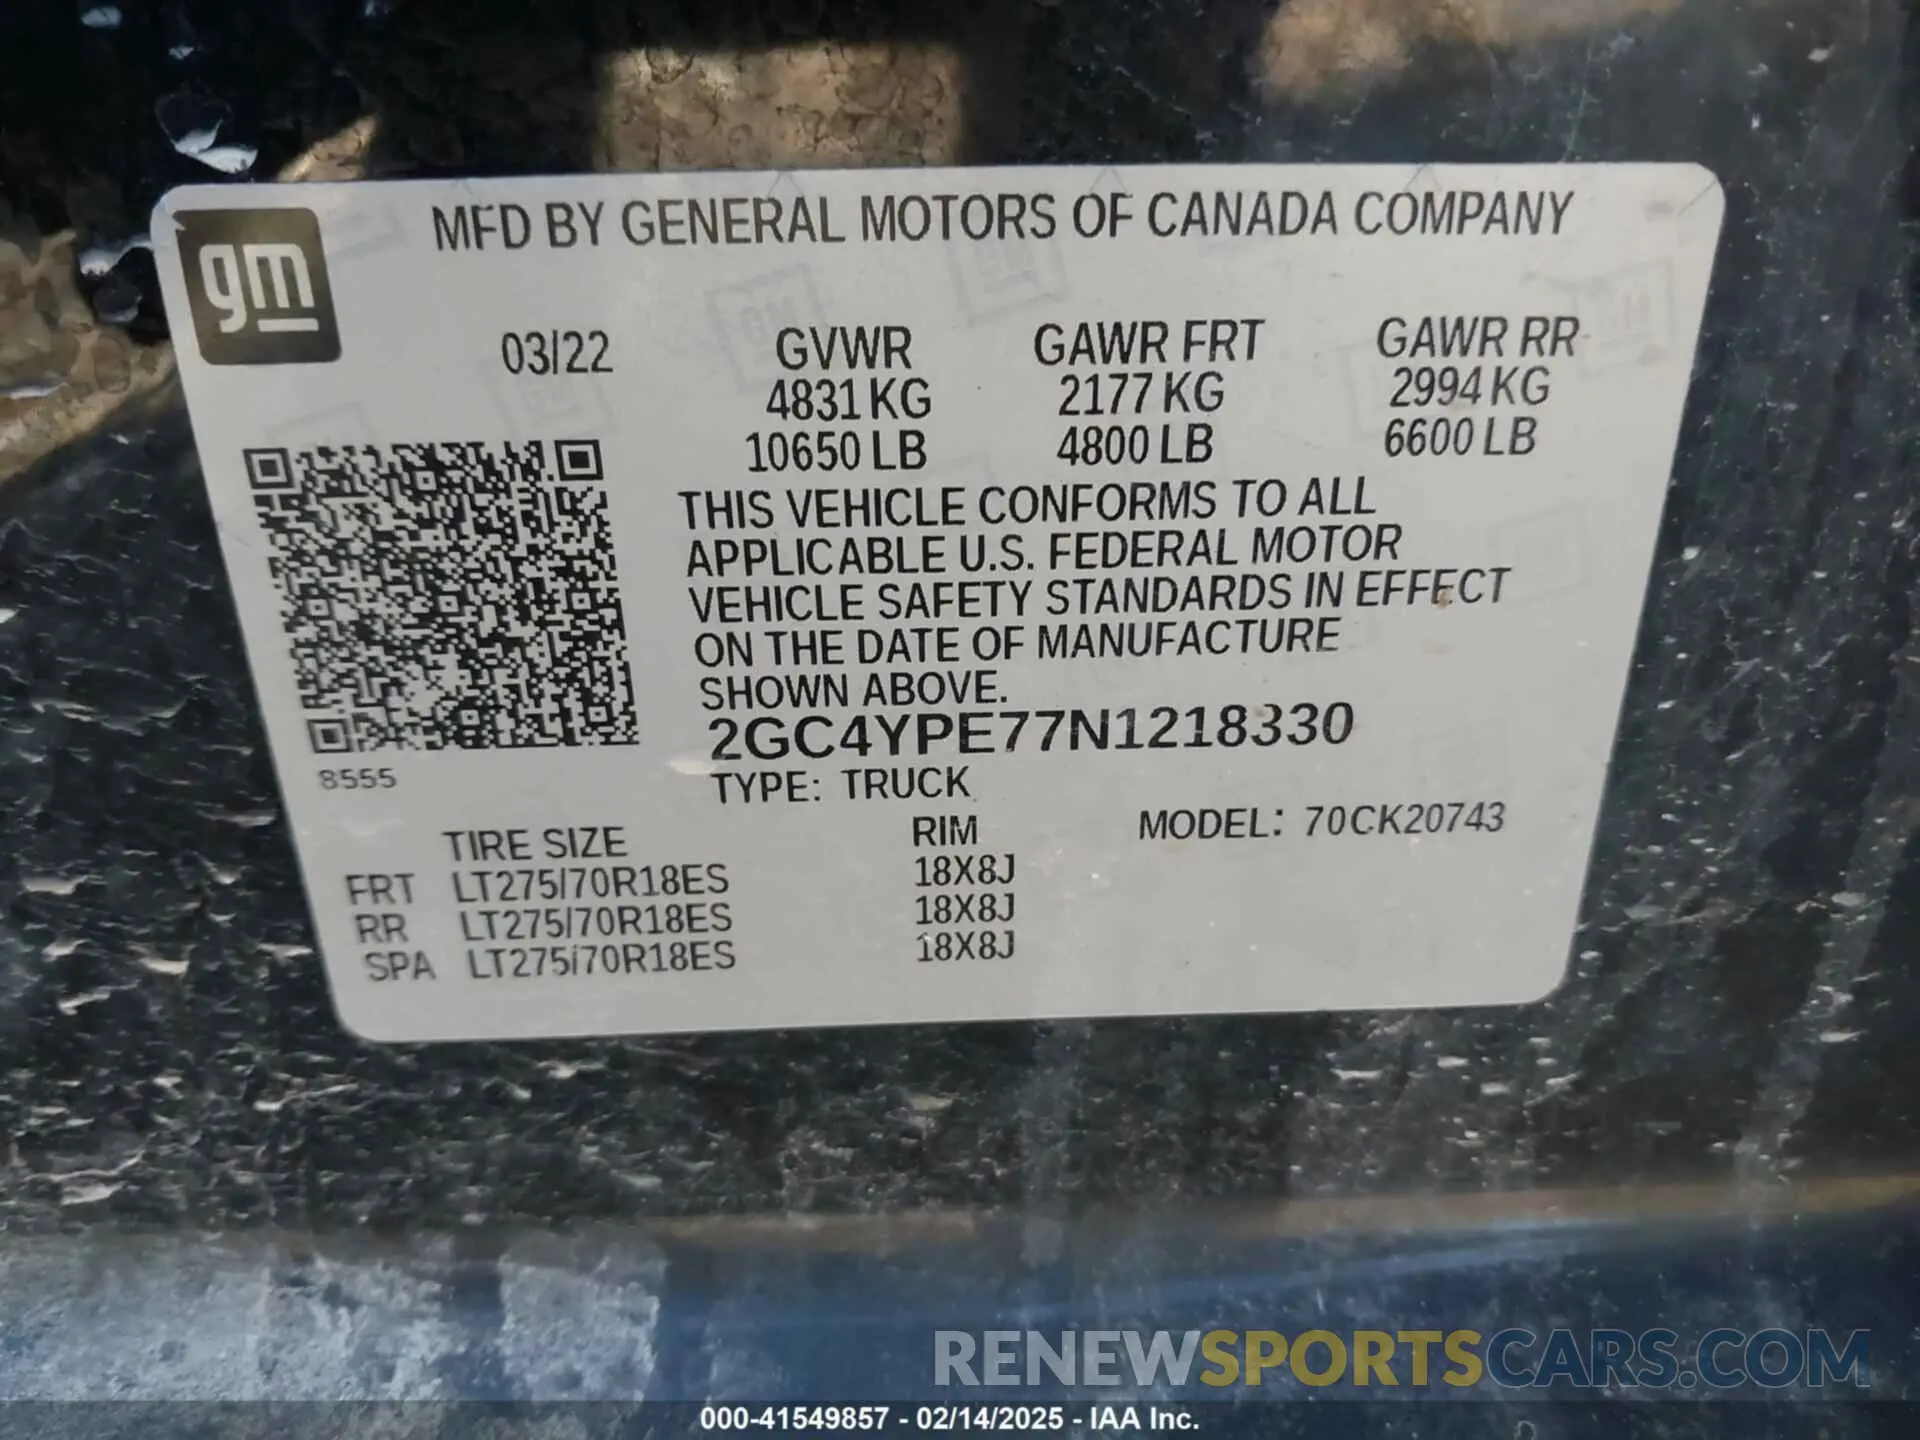 MFD BY GENERAL MOTORS OF CANADA COMPANY
gm
03/22 GVWR GAWR FRT GAWR RR
4831 KG 2177 KG 2994 KG
10650 LB 4800 LB 6600 LB
THIS VEHICLE CONFORMS TO ALL
APPLICABLE U.S. FEDERAL MOTOR
VEHICLE SAFETY STANDARDS IN EFFECT
ON THE DATE OF MANUFACTURE
SHOWN ABOVE.
2GC4YPE77N1218330
8555
TYPE: TRUCK
TIRE SIZE RIM MODEL: 70CK20743
FRT LT275/70R18ES 18X8J
RR LT275/70R18ES 18X8J
SPA LT275/70R18ES 18X8J
RENEWSPORTSCARS.COM
000-41549857 - 02/14/2025 - IAA Inc.